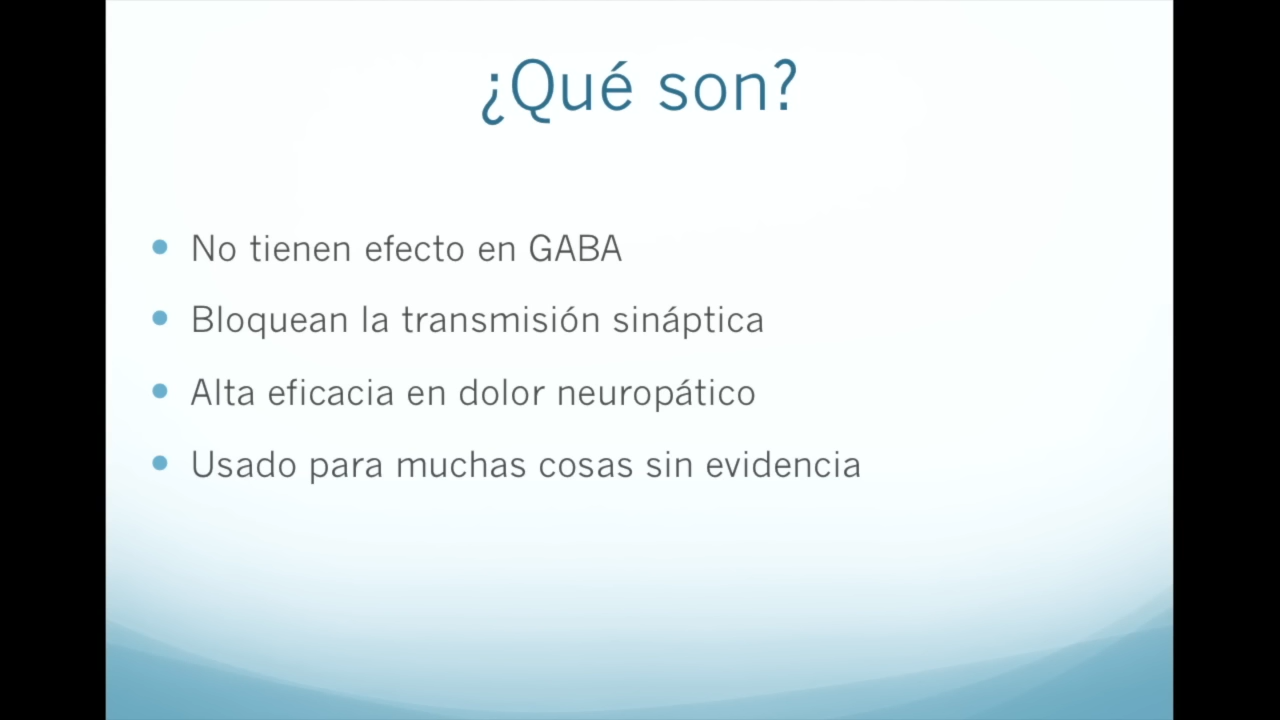 ¿Qué son?
No tienen efecto en GABA
Bloquean la transmisión sináptica
Alta eficacia en dolor neuropático
Usado para muchas cosas sin evidencia